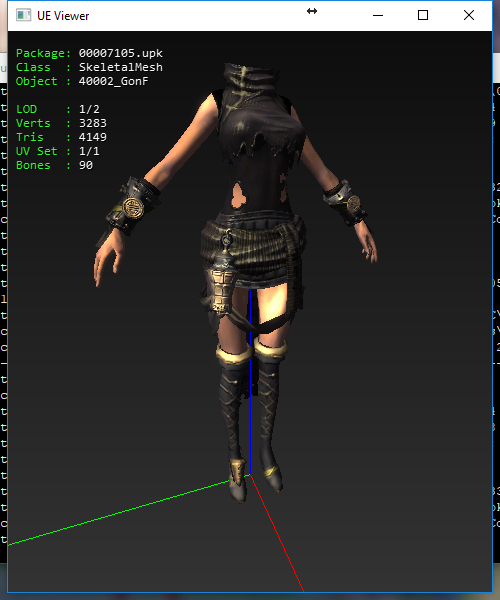 UE Viewer
Package: 00007105.upk
Class : SkeletalMesh
Object : 40002_GonF
LOD : 1/2
Verts : 3283
Tris : 4149
UV Set : 1/1
Bones : 90